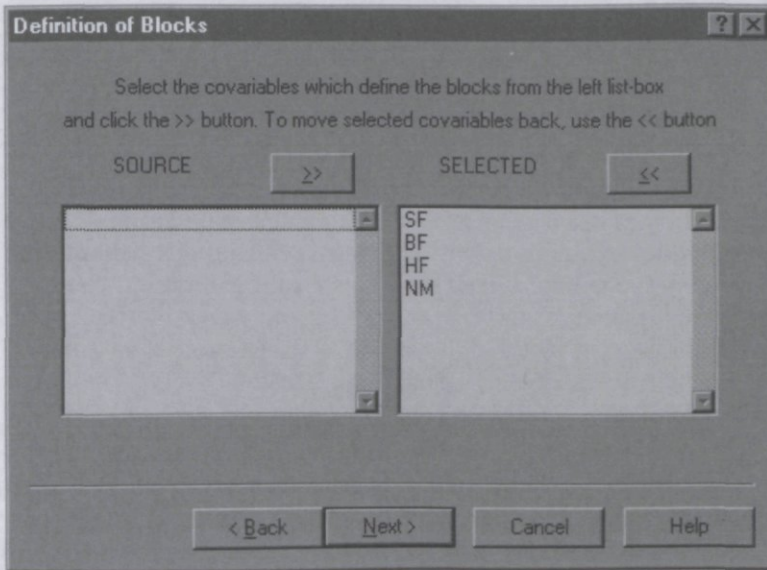 Definition of Blocks
Select the covariables which define the blocks from the left list-box
and click the >> button. To move selected covariables back, use the << button
SOURCE >> SELECTED <<
SF
BF
HF
NM
< Back Next > Cancel Help